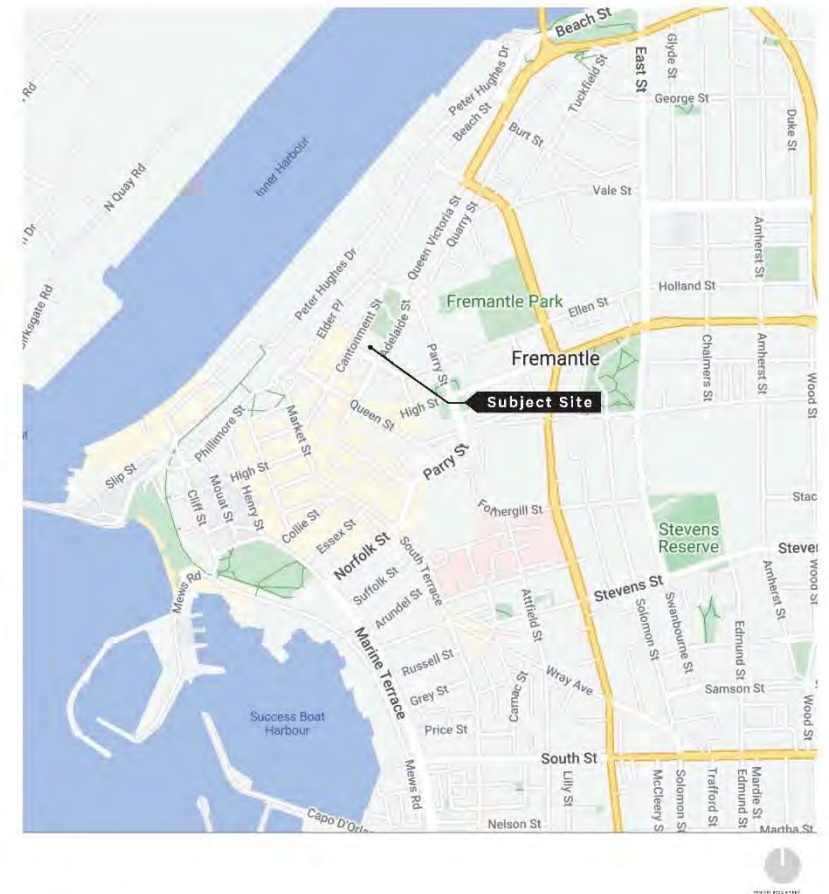 Beach St
Glyde St
East St
Peter Hughes Dr
Tuckfield St
Beach St
George St
Duke St
Burt St
Inner Harbour
N Quay Rd
Vale St
Queen Victoria St
Quarry St
Amherst St
Peter Hughes Dr
Holland St
Elder Pl
Cantonment St
Adelaide St
Fremantle Park
Ellen St
Parry St
Fremantle
Chalmers St
Amherst St
Wood St
Subject Site
High St
Queen St
Market St
Phillimore St
Parry St
High St
Slip St
Cliff St
Mouat St
Henry St
Collie St
Essex St
Norfolk St
South Terrace
Fothergill St
Stevens
Reserve
Suffolk St
Arundel St
Mews Rd
Stevens St
Attfield St
Solomon St
Swanbourne St
Amherst St
Wood St
Edmund St
Marine Terrace
Russell St
Wray Ave
Grey St
Carnac St
Samson St
Wood St
Success Boat
Harbour
Price St
South St
Mews Rd
Lilly St
McCleery S
Solomon St
Trafford St
Edmund St
Mardie St
Nelson St
Martha St